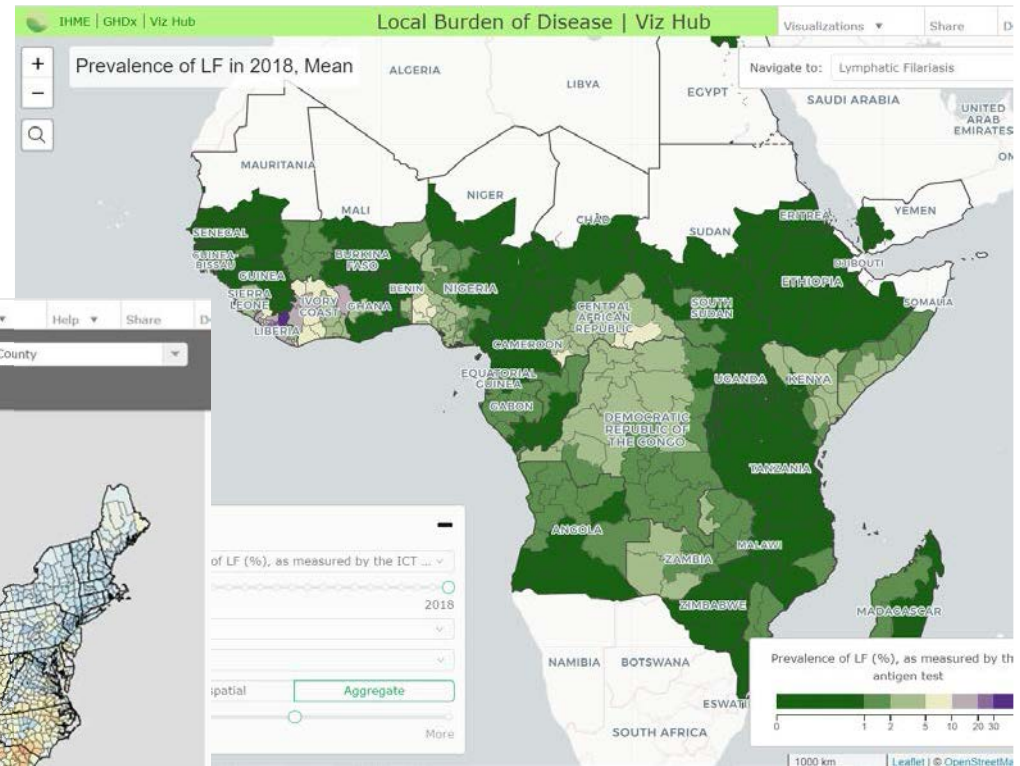 IHME | GHDx | Viz Hub
Local Burden of Disease | Viz Hub
Visualizations ▼
Share
+
−
Prevalence of LF in 2018, Mean
Navigate to: Lymphatic Filariasis
ALGERIA
LIBYA
EGYPT
SAUDI ARABIA
UNITED
ARAB
EMIRATES
MAURITANIA
MALI
NIGER
CHAD
SUDAN
ERITREA
YEMEN
SENEGAL
GUINEA
BISSAU
BURKINA
FASO
DJIBOUTI
GUINEA
BENIN
NIGERIA
ETHIOPIA
SIERRA
LEONE
IVORY
COAST
GHANA
CENTRAL
AFRICAN
REPUBLIC
SOUTH
SUDAN
SOMALIA
LIBERIA
CAMEROON
EQUATORIAL
GUINEA
UGANDA
KENYA
GABON
DEMOCRATIC
REPUBLIC OF
THE CONGO
TANZANIA
ANGOLA
ZAMBIA
MALAWI
ZIMBABWE
MADAGASCAR
NAMIBIA
BOTSWANA
ESWATI
SOUTH AFRICA
Help ▼
Share
County
of LF (%), as measured by the ICT ...
2018
spatial
Aggregate
More
Prevalence of LF (%), as measured by th
antigen test
0 1 2 5 10 20 30
1000 km
Leaflet | © OpenStreetMa